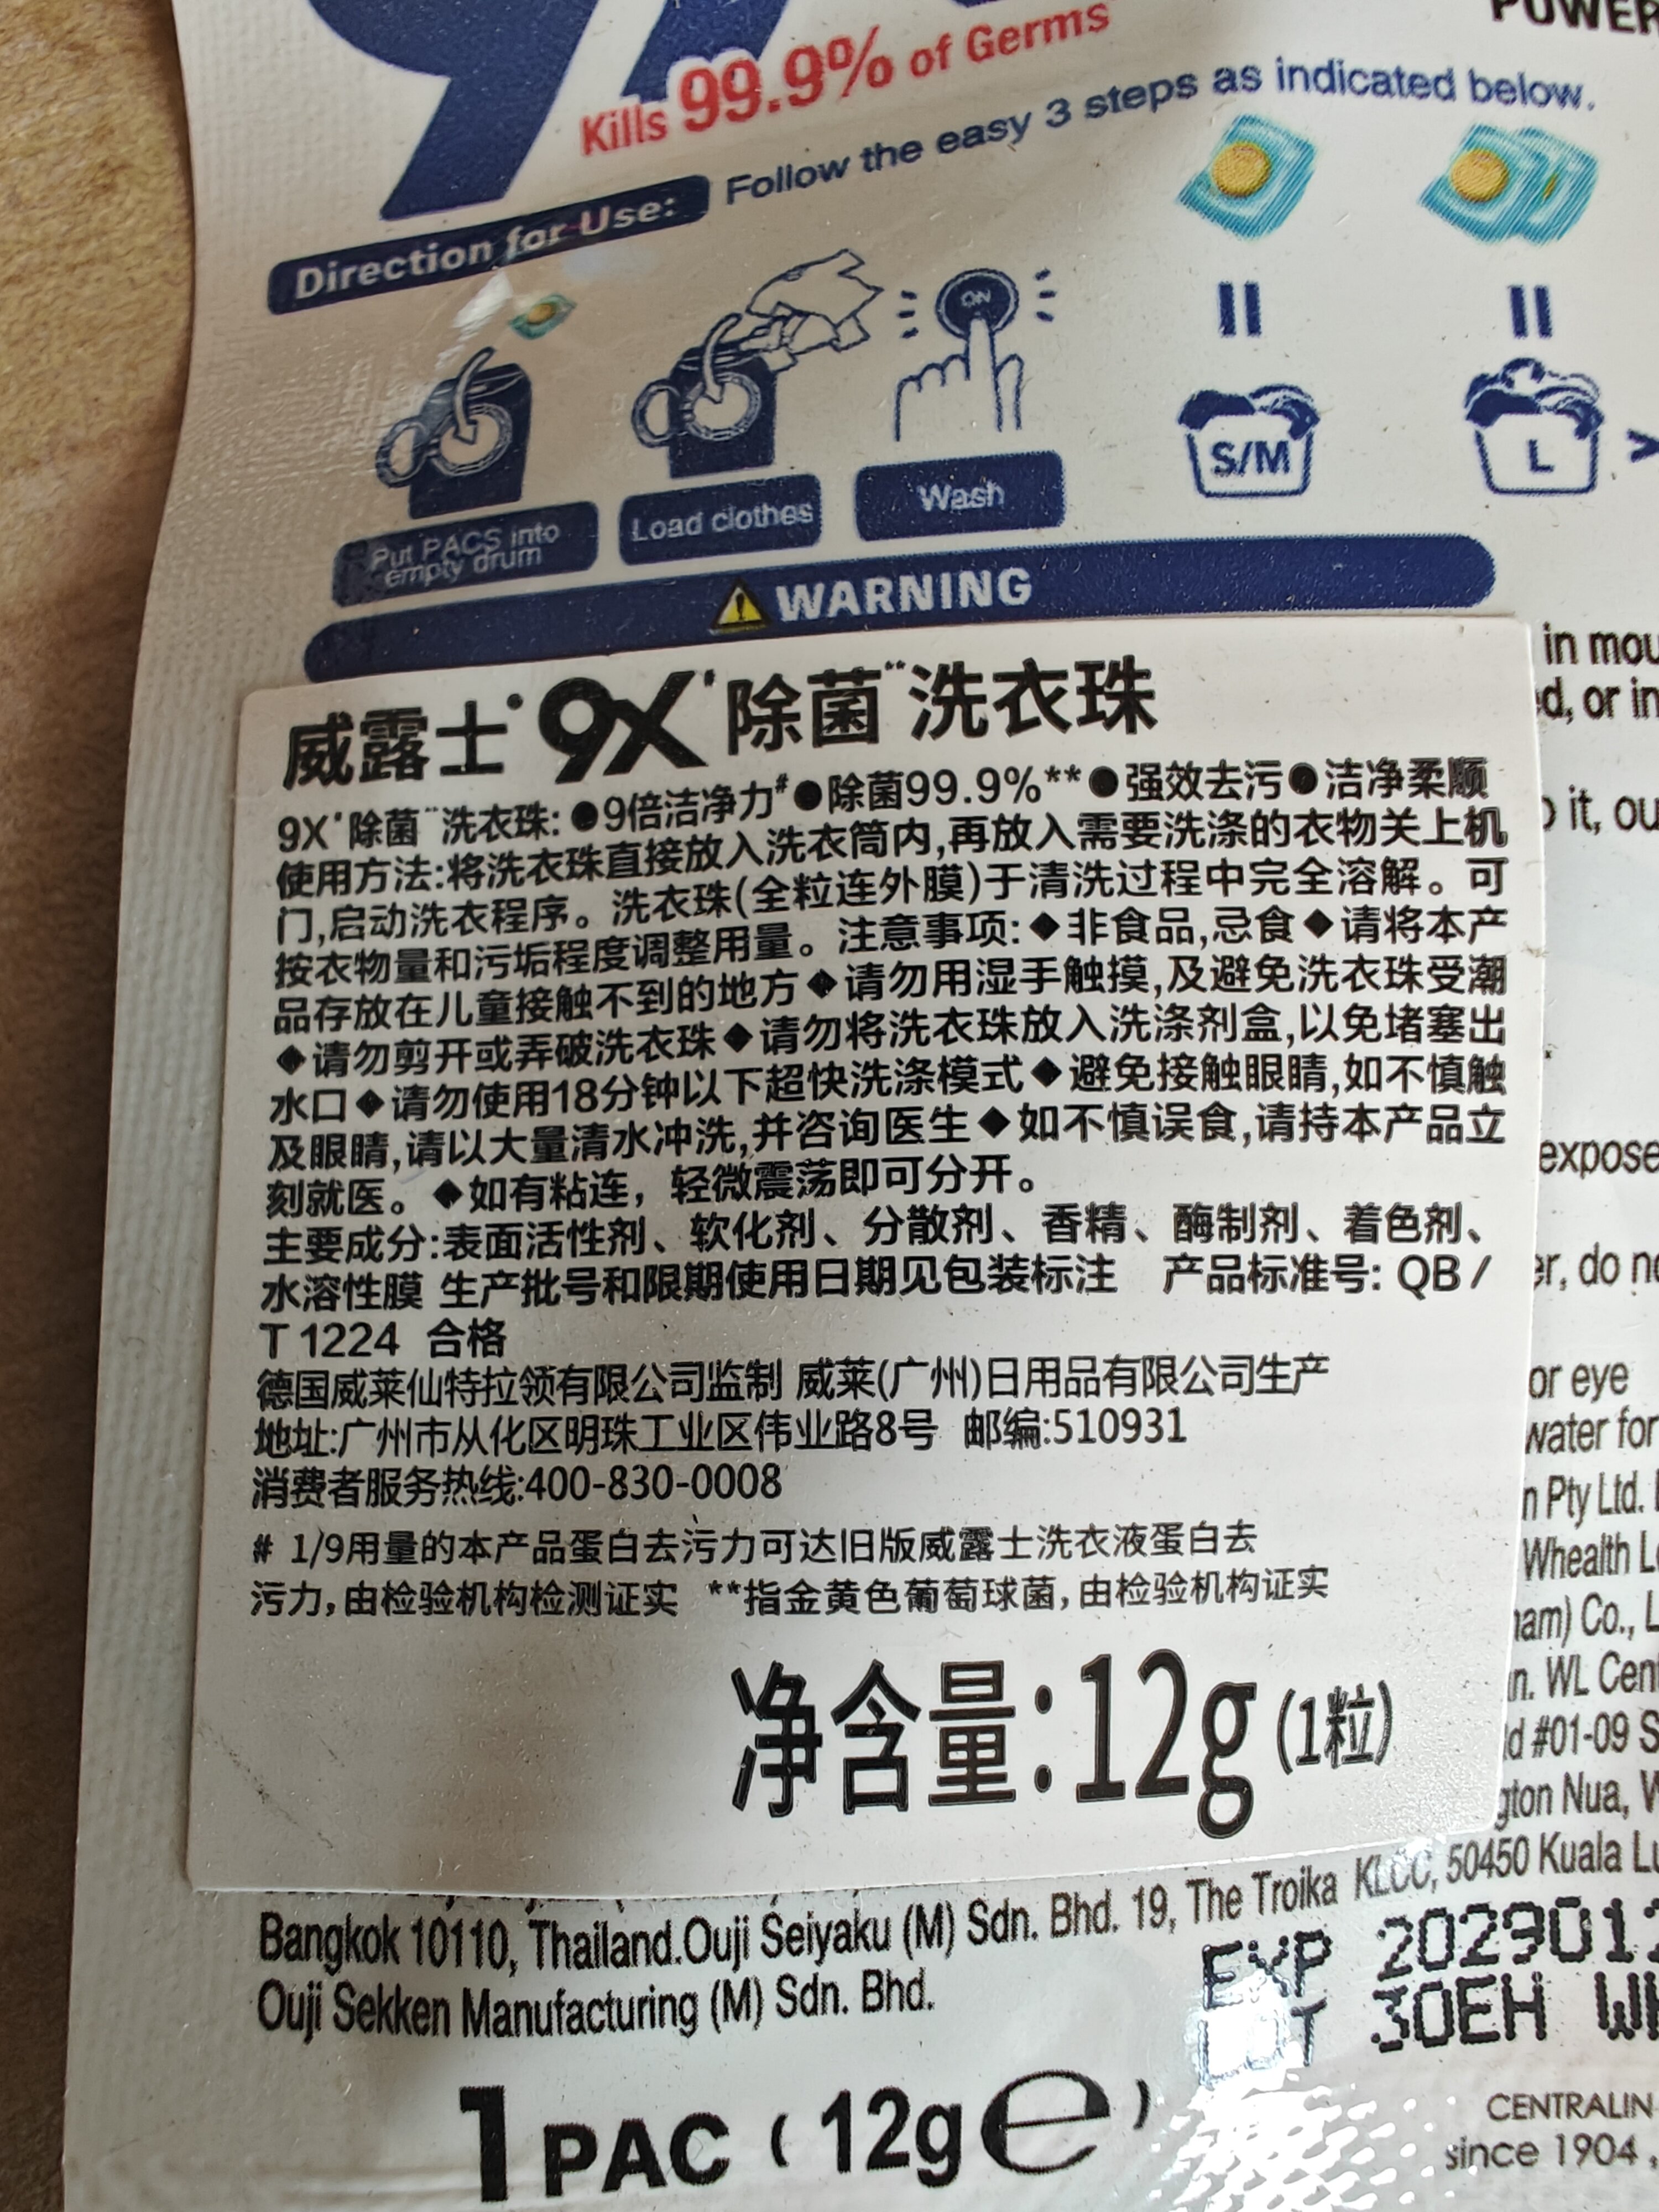 POWER
Kills 99.9% of Germs
Direction for Use: Follow the easy 3 steps as indicated below.
ON
S/M L >
Put PACS into
empty drum
Load clothes
Wash
WARNING
in
威露士 9X 除菌 洗衣珠
d, or in
9X 除菌 洗衣珠: ●9倍洁净力#●除菌99.9%**●强效去污●洁净柔顺
it, ou
使用方法:将洗衣珠直接放入洗衣筒内,再放入需要洗涤的衣物关上机
门,启动洗衣程序。洗衣珠(全粒连外膜)于清洗过程中完全溶解。可
按衣物量和污垢程度调整用量。注意事项:◆非食品,忌食◆请将本产
品存放在儿童接触不到的地方◆请勿用湿手触摸,及避免洗衣珠受潮
◆请勿剪开或弄破洗衣珠◆请勿将洗衣珠放入洗涤剂盒,以免堵塞出
水口◆请勿使用18分钟以下超快洗涤模式◆避免接触眼睛,如不慎触
及眼睛,请以大量清水冲洗,并咨询医生◆如不慎误食,请持本产品立
expose
刻就医。◆如有粘连，轻微震荡即可分开。
主要成分:表面活性剂、软化剂、分散剂、香精、酶制剂、着色剂、
水溶性膜 生产批号和限期使用日期见包装标注 产品标准号: QB/
er, do
T 1224 合格
德国威莱仙特拉领有限公司监制 威莱(广州)日用品有限公司生产
or eye
地址:广州市从化区明珠工业区伟业路8号 邮编:510931
water for
消费者服务热线:400-830-0008
n Pty Ltd.
# 1/9用量的本产品蛋白去污力可达旧版威露士洗衣液蛋白去
Whealth
污力,由检验机构检测证实 **指金黄色葡萄球菌,由检验机构证实
am) Co.,
n. WL
净含量:12g (1粒)
d #01-09
gton Nua,
Bangkok 10110, Thailand.Ouji Seiyaku (M) Sdn. Bhd. 19, The Troika KLCC, 50450 Kuala
Ouji Sekken Manufacturing (M) Sdn. Bhd.
EXP 2029012
LOT 30EH
1 PAC (12g℮)
CENTRALIN
since 1904,